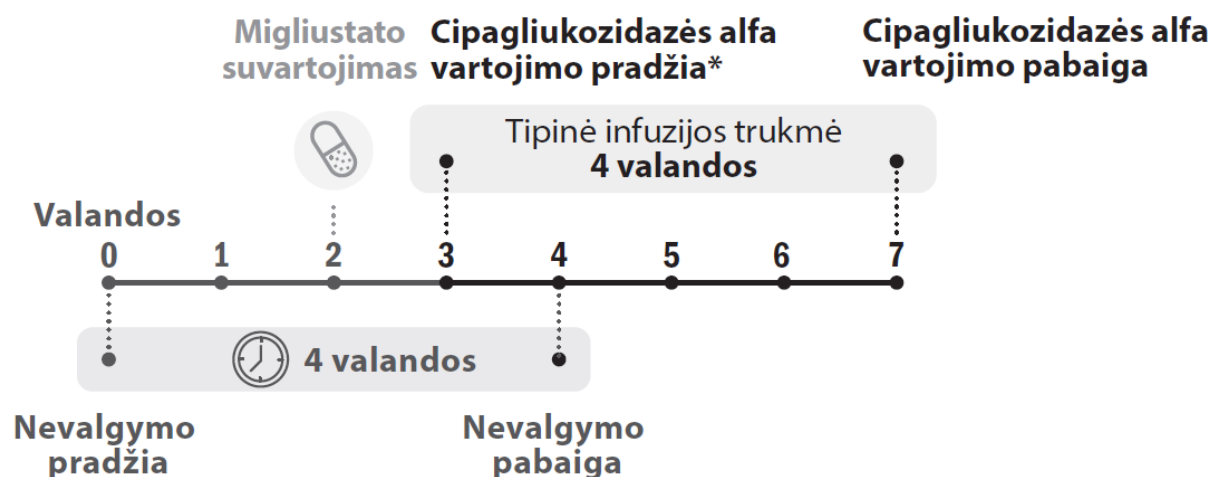 Migliustato
suvartojimas
Cipagliukozidazės alfa
vartojimo pradžia*
Cipagliukozidazės alfa
vartojimo pabaiga
Tipinė infuzijos trukmė
4 valandos
Valandos
0 1 2 3 4 5 6 7
4 valandos
Nevalgymo
pradžia
Nevalgymo
pabaiga